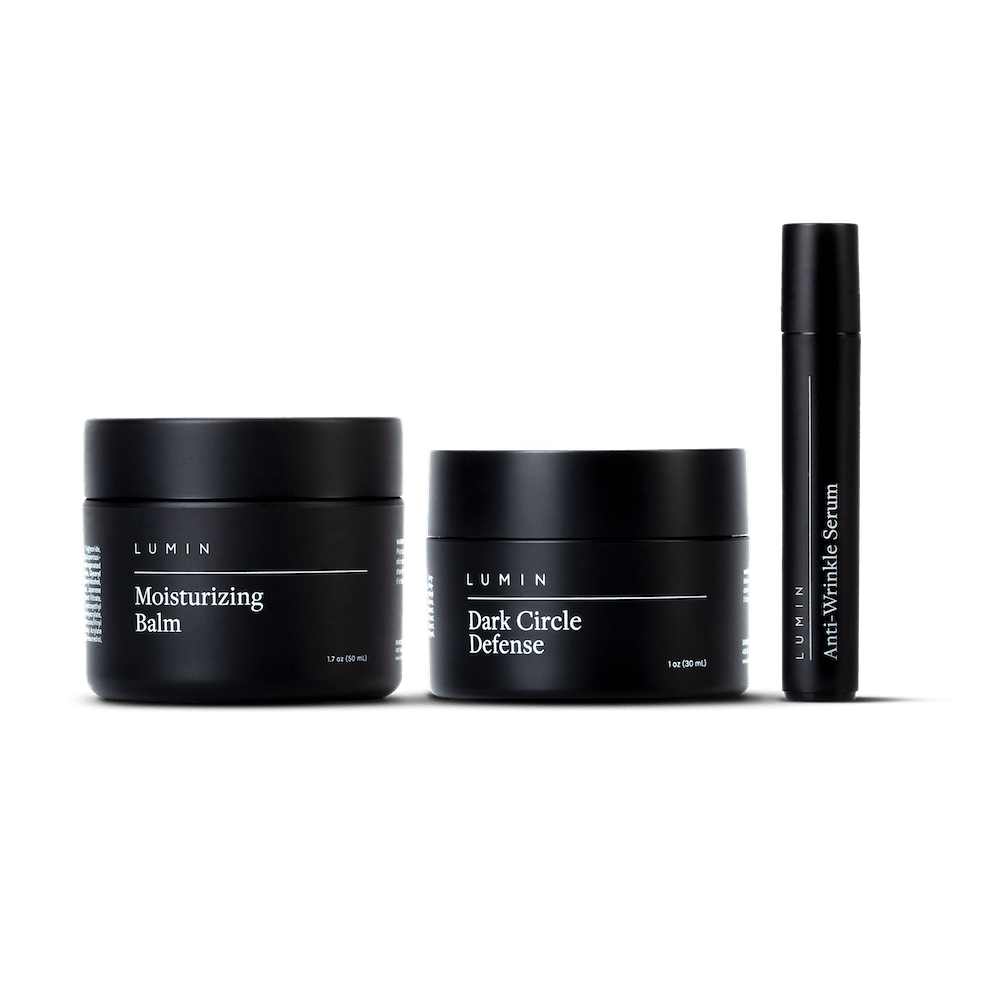 LUMIN
Moisturizing
Balm
1.7 oz (50 mL)
LUMIN
Dark Circle
Defense
1 oz (30 mL)
LUMIN
Anti-Wrinkle Serum